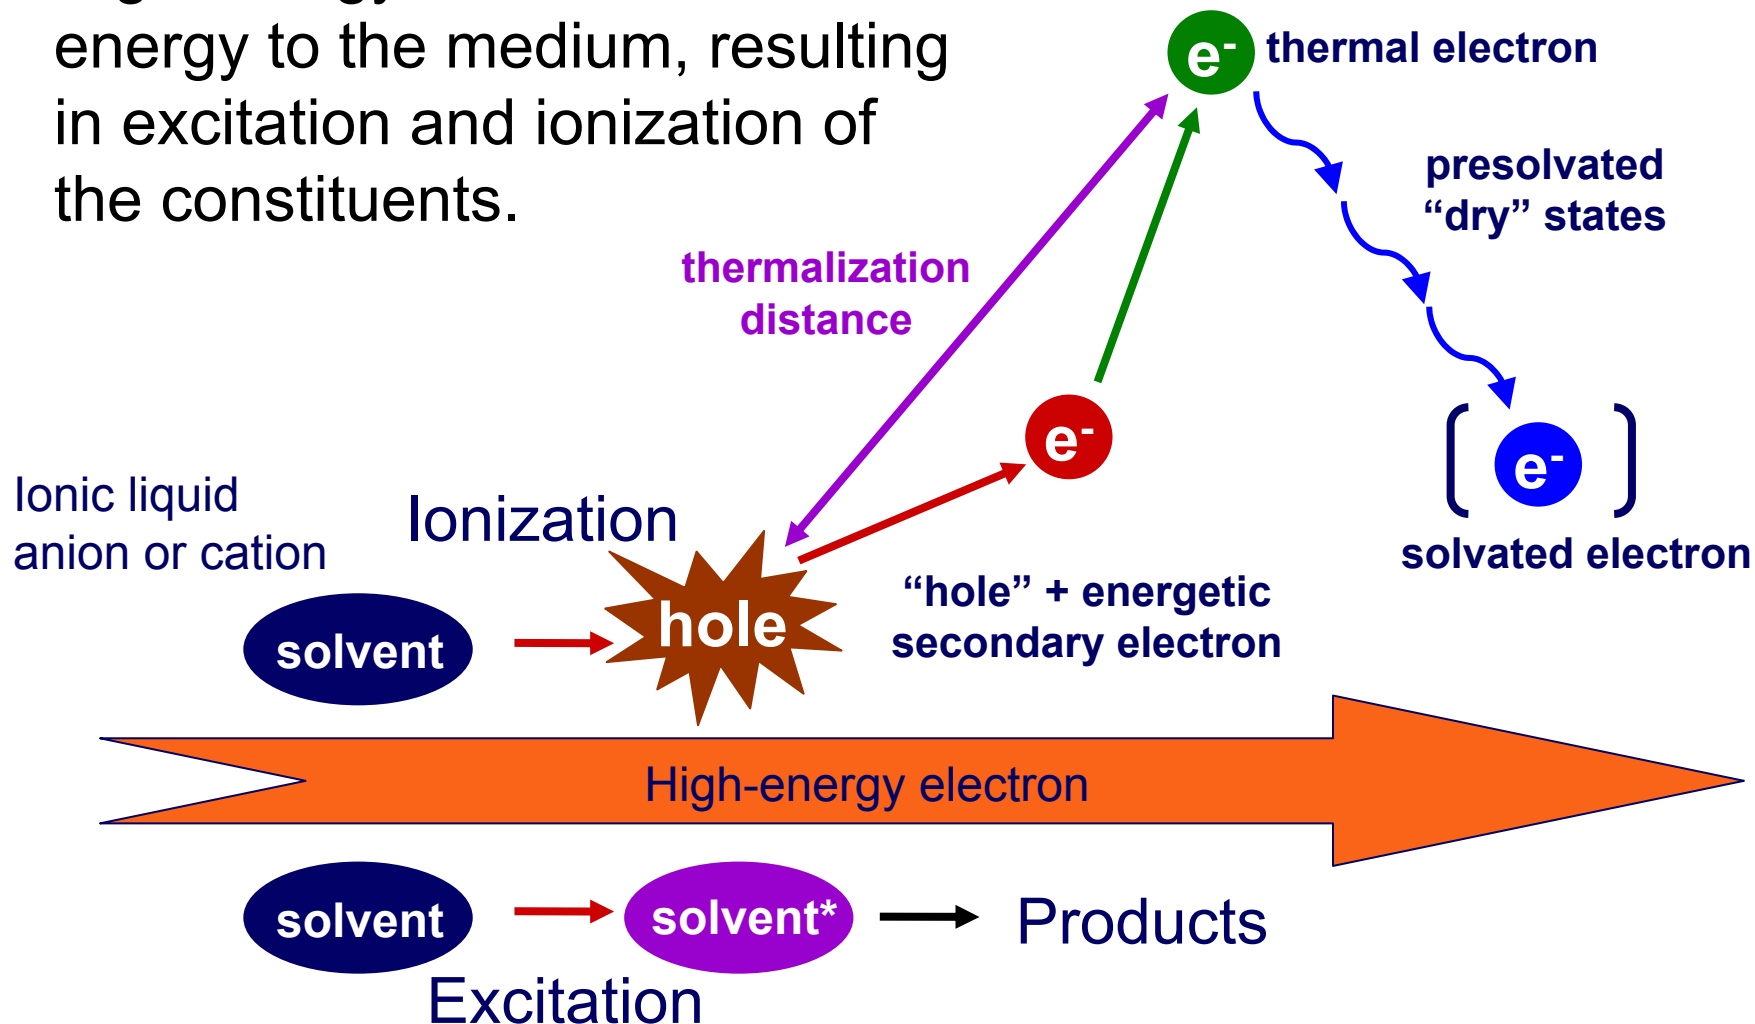 energy to the medium, resulting
in excitation and ionization of
the constituents.
e-
thermal electron
presolvated
“dry” states
thermalization
distance
e-
e-
solvated electron
Ionic liquid
anion or cation
Ionization
solvent
hole
“hole” + energetic
secondary electron
High-energy electron
solvent
solvent*
Products
Excitation